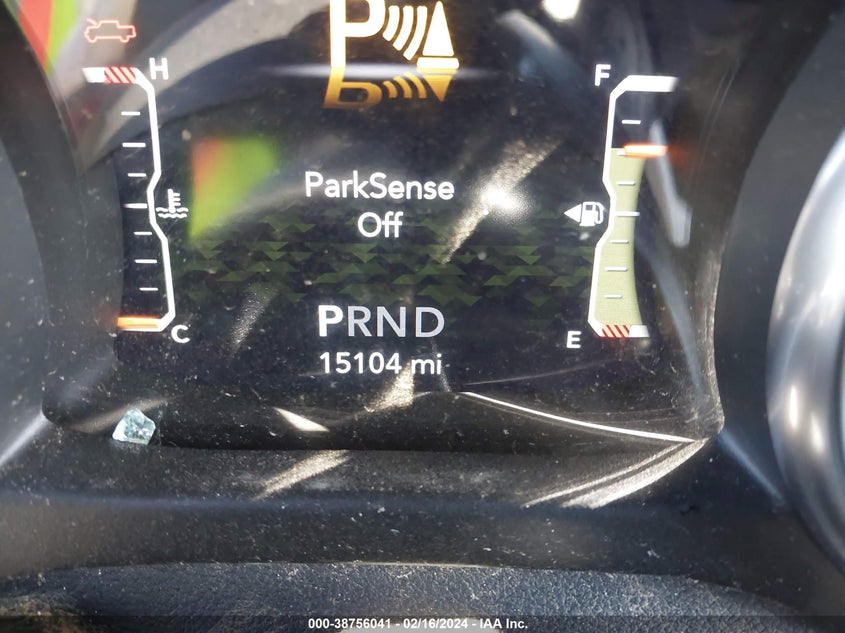 H
P
F
ParkSense
Off
PRND
C
E
15104 mi
000-38756041 - 02/16/2024 - IAA Inc.